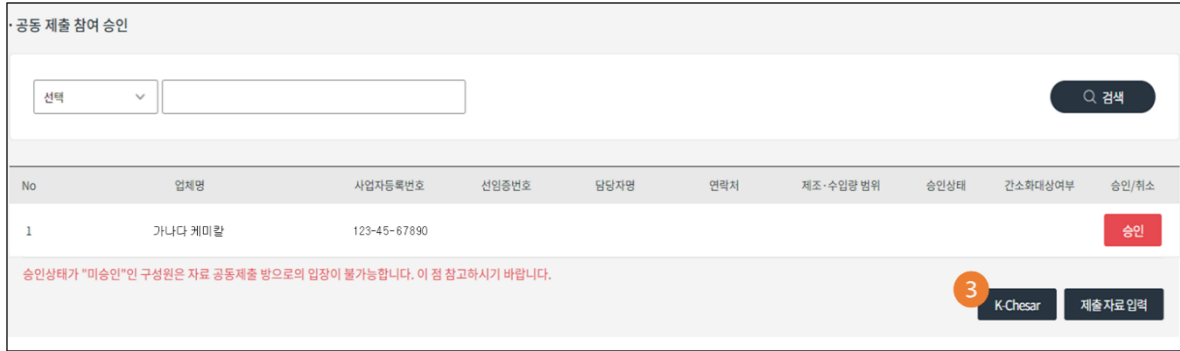 · 공동 제출 참여 승인
선택
검색
No 업체명 사업자등록번호 선임증번호 담당자명 연락처 제조·수입량 범위 승인상태 간소화대상여부 승인/취소
1 가나다 케미칼 123-45-67890 승인
승인상태가 "미승인"인 구성원은 자료 공동제출 방으로의 입장이 불가능합니다. 이 점 참고하시기 바랍니다.
3 K-Chesar 제출 자료 입력